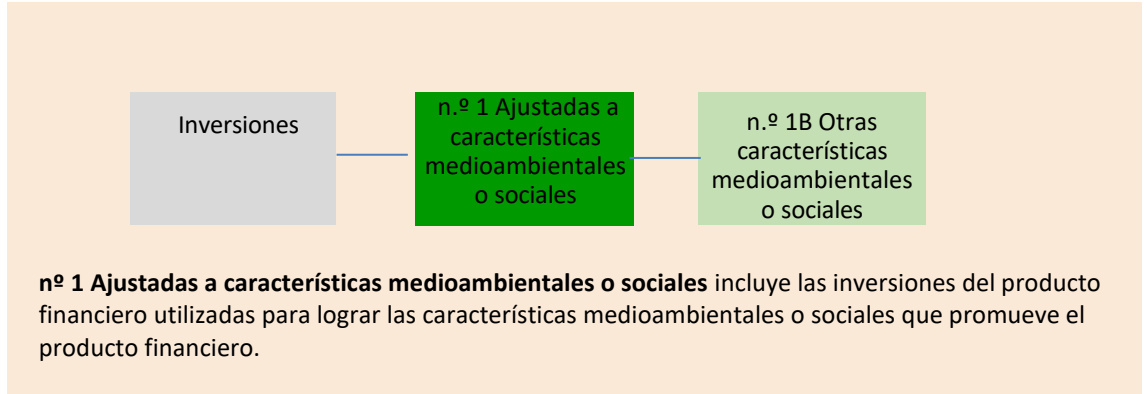 Inversiones
n.º 1 Ajustadas a
características
medioambientales
o sociales
n.º 1B Otras
características
medioambientales
o sociales
nº 1 Ajustadas a características medioambientales o sociales incluye las inversiones del producto
financiero utilizadas para lograr las características medioambientales o sociales que promueve el
producto financiero.